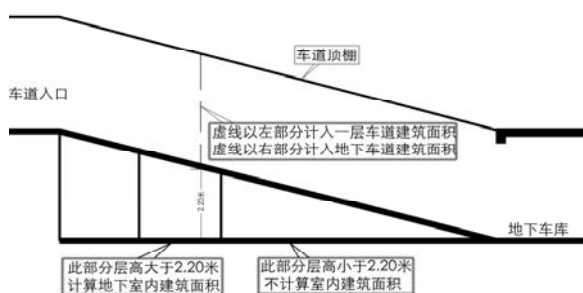 车道顶棚
车道入口
虚线以左部分计入一层车道建筑面积
虚线以右部分计入地下车道建筑面积
2.20米
地下车库
此部分层高大于2.20米
计算地下室内建筑面积
此部分层高小于2.20米
不计算室内建筑面积